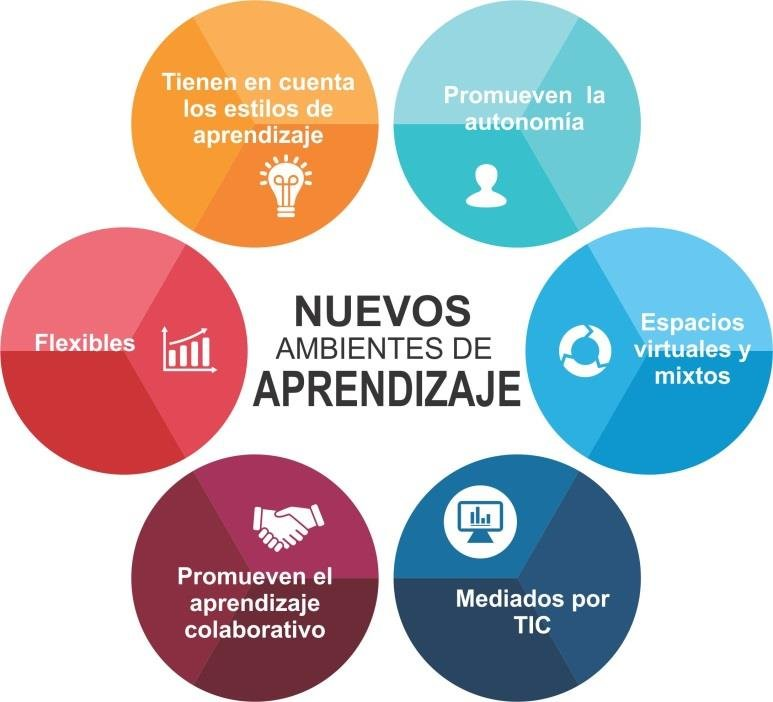 Tienen en cuenta
los estilos de
aprendizaje
Promueven la
autonomía
Flexibles
NUEVOS
AMBIENTES DE
APRENDIZAJE
Espacios
virtuales y
mixtos
Promueven el
aprendizaje
colaborativo
Mediados por
TIC